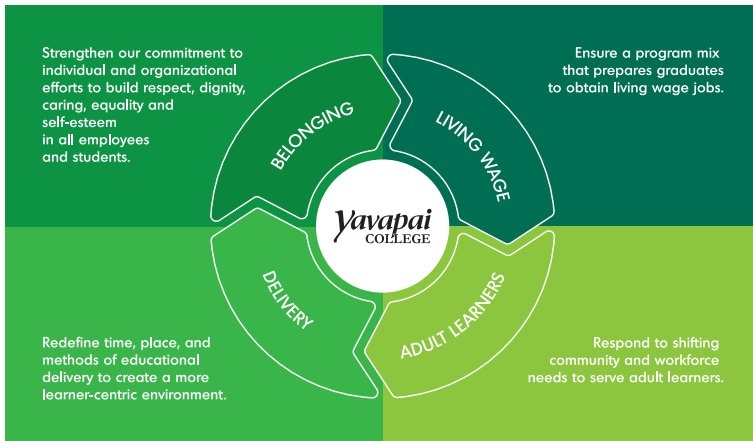 Strengthen our commitment to
individual and organizational
efforts to build respect, dignity,
caring, equality and
self-esteem
in all employees
and students.
BELONGING
Ensure a program mix
that prepares graduates
to obtain living wage jobs.
LIVING WAGE
Yavapai
COLLEGE
DELIVERY
Redefine time, place, and
methods of educational
delivery to create a more
learner-centric environment.
ADULT LEARNERS
Respond to shifting
community and workforce
needs to serve adult learners.